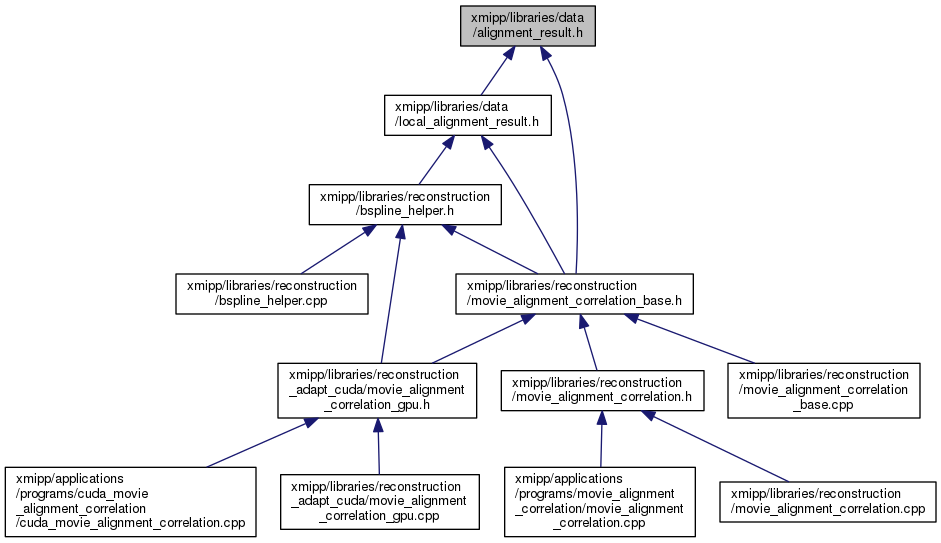 xmipp/libraries/data
/alignment_result.h
xmipp/libraries/data
/local_alignment_result.h
xmipp/libraries/reconstruction
/bspline_helper.h
xmipp/libraries/reconstruction
/bspline_helper.cpp
xmipp/libraries/reconstruction
/movie_alignment_correlation_base.h
xmipp/libraries/reconstruction
_adapt_cuda/movie_alignment
_correlation_gpu.h
xmipp/libraries/reconstruction
/movie_alignment_correlation.h
xmipp/libraries/reconstruction
/movie_alignment_correlation
_base.cpp
xmipp/applications
/programs/cuda_movie
_alignment_correlation
/cuda_movie_alignment_correlation.cpp
xmipp/libraries/reconstruction
_adapt_cuda/movie_alignment
_correlation_gpu.cpp
xmipp/applications
/programs/movie_alignment
_correlation/movie_alignment
_correlation.cpp
xmipp/libraries/reconstruction
/movie_alignment_correlation.cpp